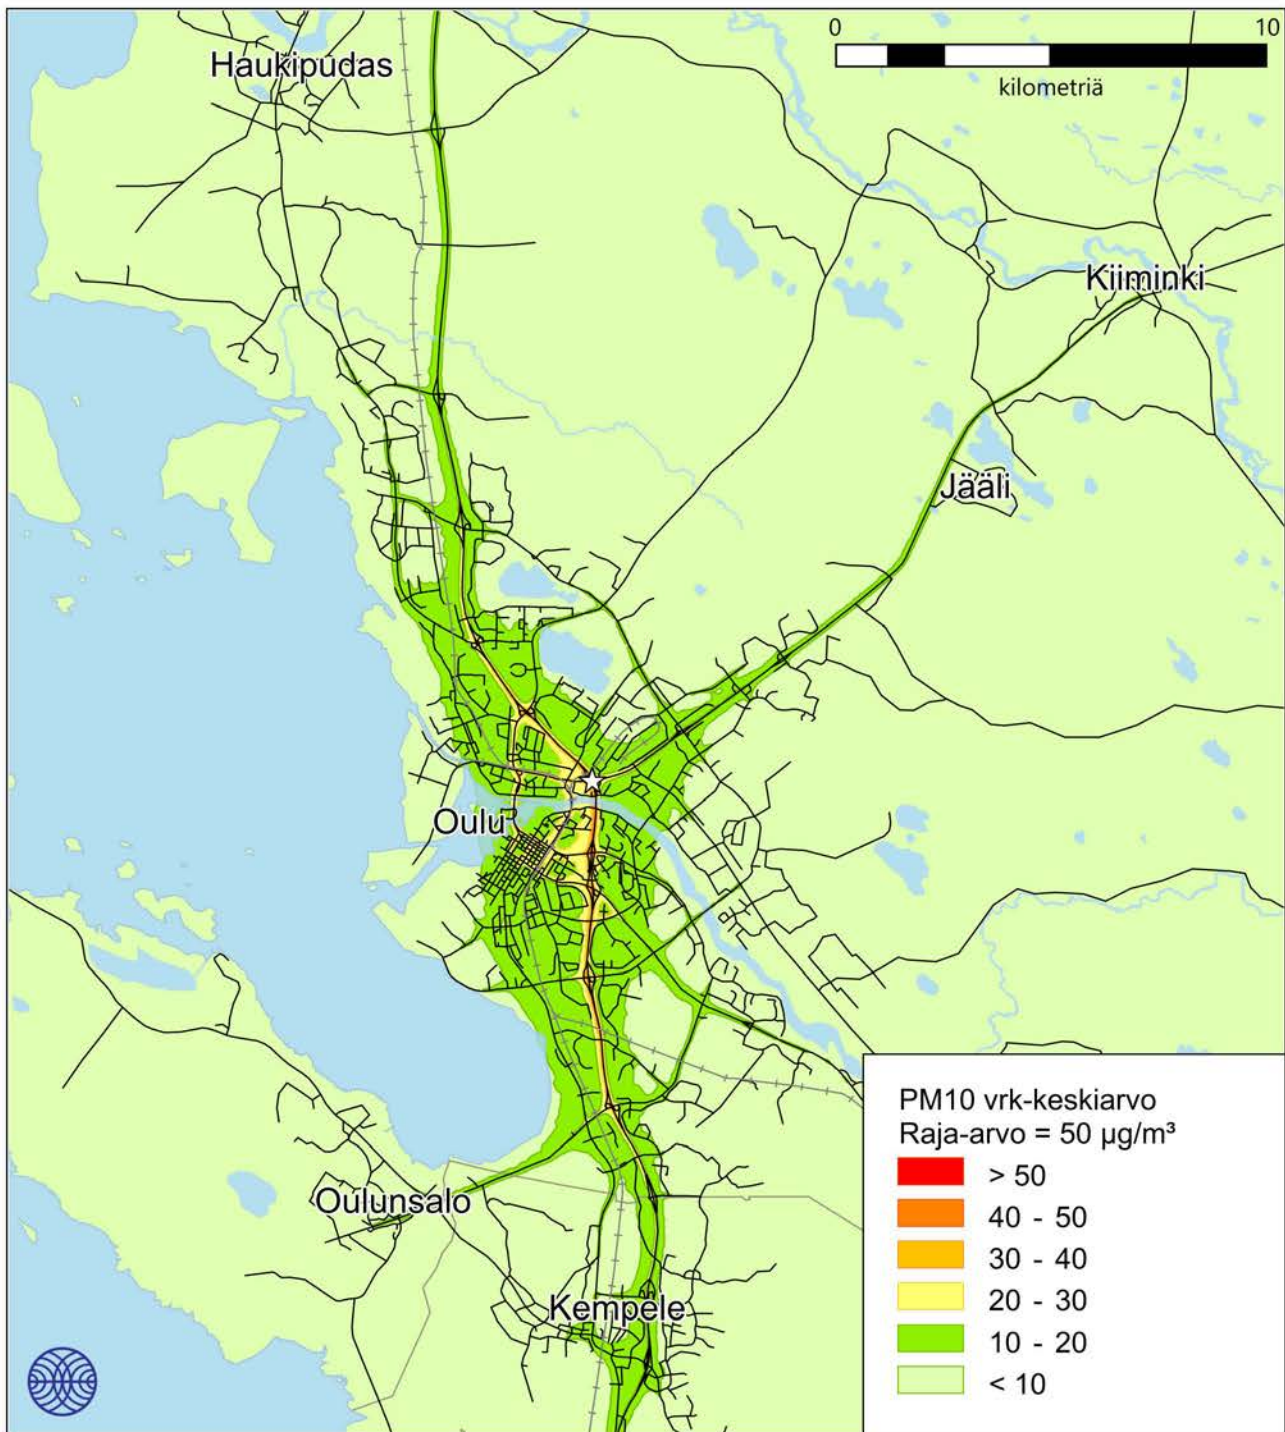 0 10
kilometriä
Haukipudas
Kiiminki
Jääli
Oulu
Oulunsalo
Kempele
PM10 vrk-keskiarvo
Raja-arvo = 50 µg/m³
> 50
40 - 50
30 - 40
20 - 30
10 - 20
< 10